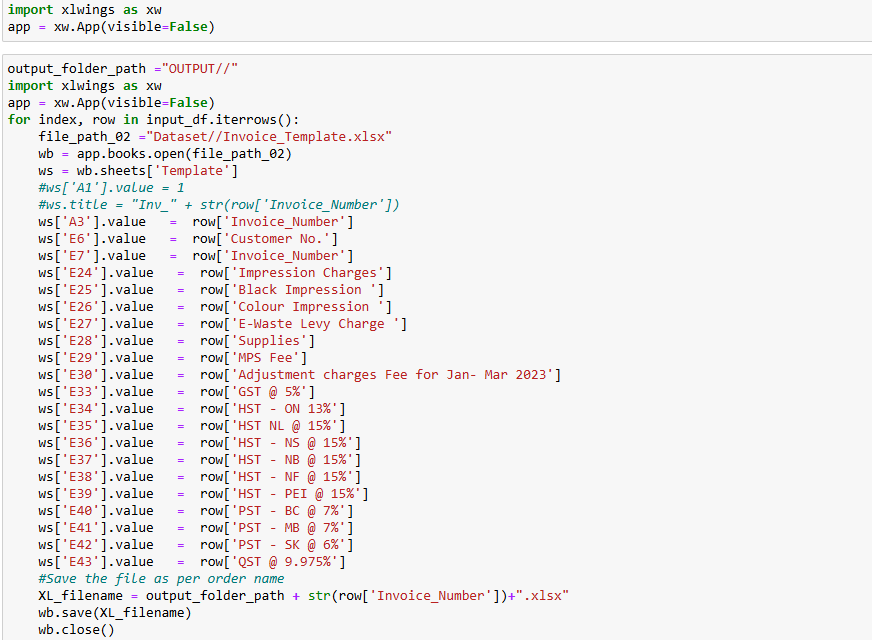 import xlwings as xw
app = xw.App(visible=False)
output_folder_path ="OUTPUT//"
import xlwings as xw
app = xw.App(visible=False)
for index, row in input_df.iterrows():
    file_path_02 ="Dataset//Invoice_Template.xlsx"
    wb = app.books.open(file_path_02)
    ws = wb.sheets['Template']
    #ws['A1'].value = 1
    #ws.title = "Inv_" + str(row['Invoice_Number'])
    ws['A3'].value   =  row['Invoice_Number']
    ws['E6'].value   =  row['Customer No.']
    ws['E7'].value   =  row['Invoice_Number']
    ws['E24'].value   =  row['Impression Charges']
    ws['E25'].value   =  row['Black Impression ']
    ws['E26'].value   =  row['Colour Impression ']
    ws['E27'].value   =  row['E-Waste Levy Charge ']
    ws['E28'].value   =  row['Supplies']
    ws['E29'].value   =  row['MPS Fee']
    ws['E30'].value   =  row['Adjustment charges Fee for Jan- Mar 2023']
    ws['E33'].value   =  row['GST @ 5%']
    ws['E34'].value   =  row['HST - ON 13%']
    ws['E35'].value   =  row['HST NL @ 15%']
    ws['E36'].value   =  row['HST - NS @ 15%']
    ws['E37'].value   =  row['HST - NB @ 15%']
    ws['E38'].value   =  row['HST - NF @ 15%']
    ws['E39'].value   =  row['HST - PEI @ 15%']
    ws['E40'].value   =  row['PST - BC @ 7%']
    ws['E41'].value   =  row['PST - MB @ 7%']
    ws['E42'].value   =  row['PST - SK @ 6%']
    ws['E43'].value   =  row['QST @ 9.975%']
    #Save the file as per order name
    XL_filename = output_folder_path + str(row['Invoice_Number'])+".xlsx"
    wb.save(XL_filename)
    wb.close()